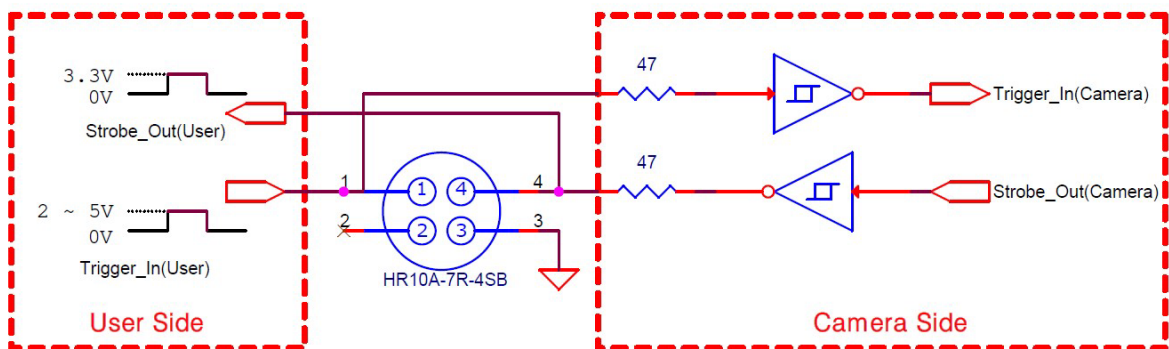 3.3V
0V
Strobe_Out(User)
2 ~ 5V
0V
Trigger_In(User)
User Side
1
2
1
4
2
3
4
3
HR10A-7R-4SB
47
Trigger_In(Camera)
47
Strobe_Out(Camera)
Camera Side